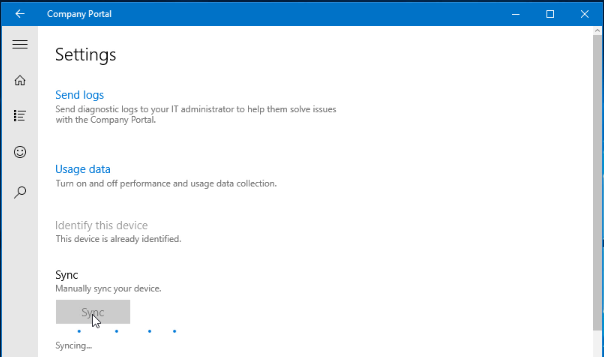 Company Portal
Settings
Send logs
Send diagnostic logs to your IT administrator to help them solve issues
with the Company Portal.
Usage data
Turn on and off performance and usage data collection.
Identify this device
This device is already identified.
Sync
Manually sync your device.
Sync
Syncing...